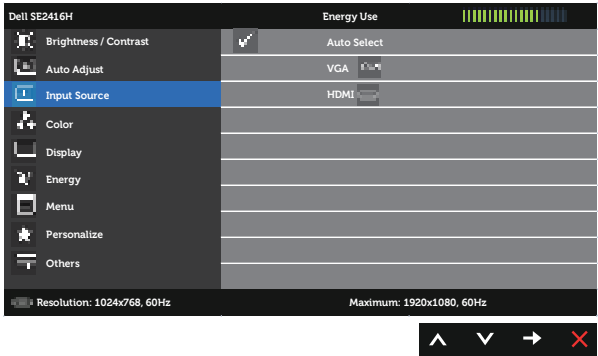 Dell SE2416H
Energy Use
Brightness / Contrast
Auto Select
Auto Adjust
VGA
Input Source
HDMI
Color
Display
Energy
Menu
Personalize
Others
Resolution: 1024x768, 60Hz
Maximum: 1920x1080, 60Hz